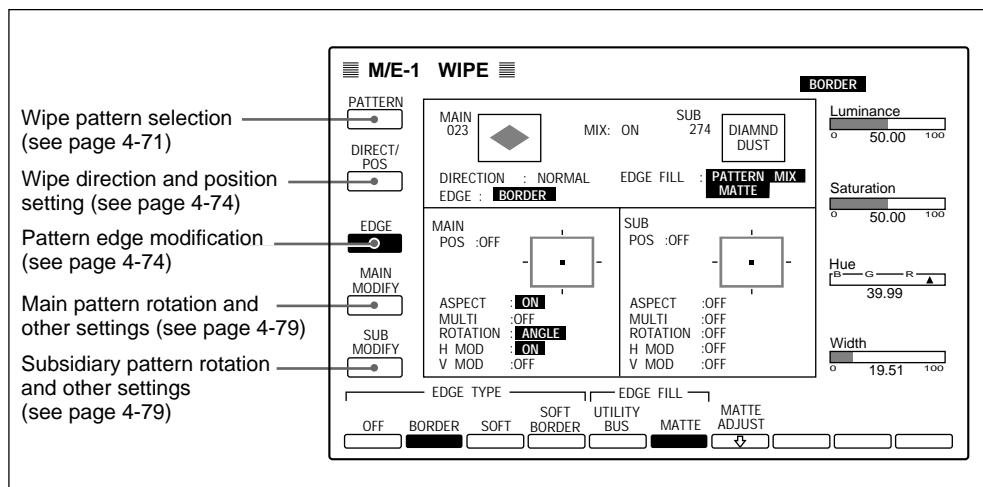 M/E-1 WIPE
BORDER
Wipe pattern selection
(see page 4-71)
Wipe direction and position
setting (see page 4-74)
Pattern edge modification
(see page 4-74)
Main pattern rotation and
other settings (see page 4-79)
Subsidiary pattern rotation
and other settings
(see page 4-79)
PATTERN
DIRECT/
POS
EDGE
MAIN
MODIFY
SUB
MODIFY
MAIN
023
MIX: ON
SUB
274
DIAMND
DUST
DIRECTION : NORMAL
EDGE : BORDER
EDGE FILL : PATTERN MIX
MATTE
MAIN
POS :OFF
ASPECT : ON
MULTI :OFF
ROTATION : ANGLE
H MOD : ON
V MOD :OFF
SUB
POS :OFF
ASPECT :OFF
MULTI :OFF
ROTATION :OFF
H MOD :OFF
V MOD :OFF
Luminance
0 50.00 100
Saturation
0 50.00 100
Hue
B G R
39.99
Width
0 19.51 100
EDGE TYPE
EDGE FILL
OFF
BORDER
SOFT
SOFT
BORDER
UTILITY
BUS
MATTE
MATTE
ADJUST